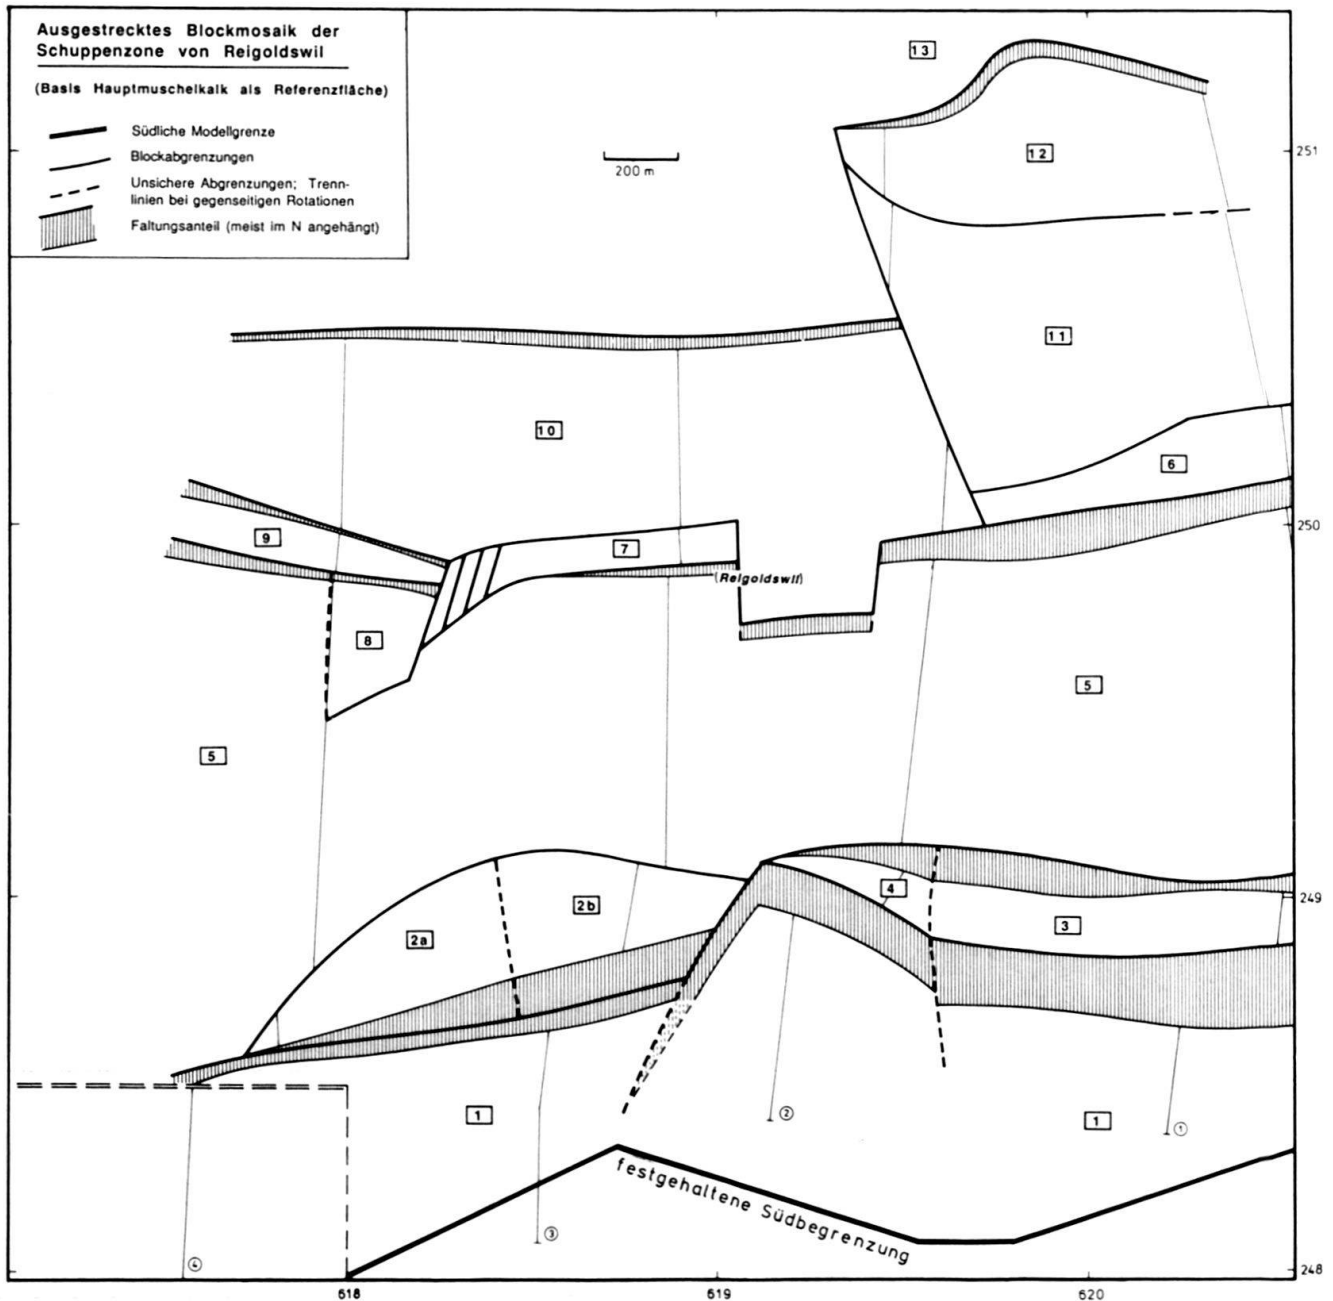 Ausgestrecktes Blockmosaik der
Schuppenzone von Reigoldswil
(Basis Hauptmuschelkalk als Referenzfläche)
Südliche Modellgrenze
Blockabgrenzungen
Unsichere Abgrenzungen; Trenn-
linien bei gegenseitigen Rotationen
Faltungsanteil (meist im N angehängt)
200 m
13
12
251
11
10
6
250
9
7
(Reigoldswil)
8
5
5
4
249
2b
3
2a
1
②
1
①
festgehaltene Südbegrenzung
③
④
248
618
619
620